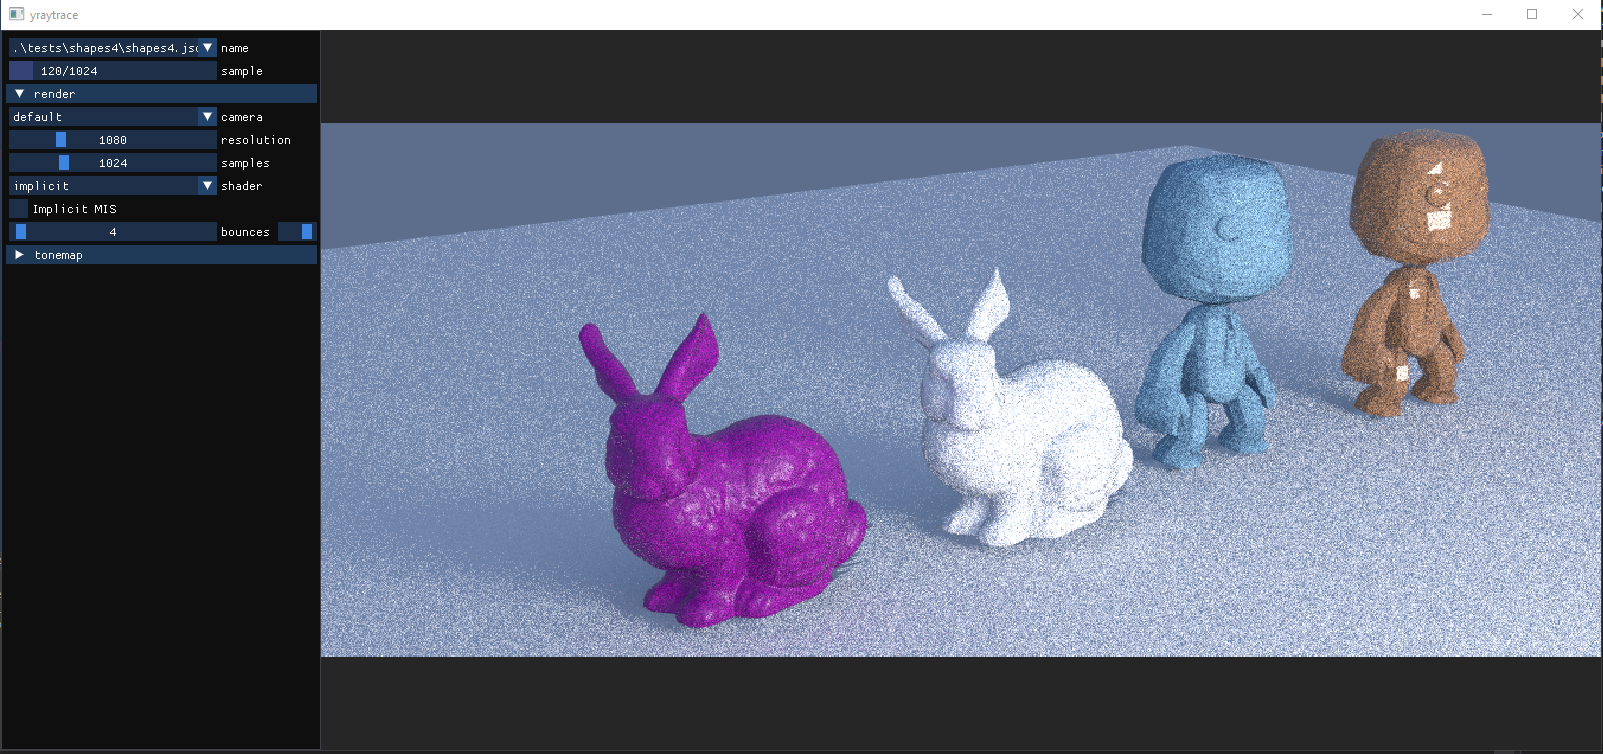 yraytrace
.\tests\shapes4\shapes4.jsc name
120/1024 sample
render
default camera
1080 resolution
1024 samples
implicit shader
Implicit MIS
4 bounces
tonemap